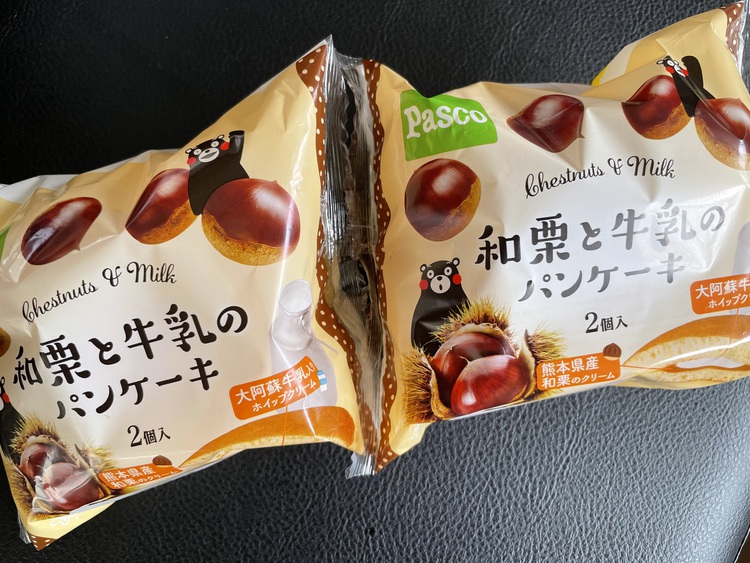 Chestnuts & Milk
和栗と牛乳の
パンケーキ
2個入
大阿蘇牛乳入り
ホイップクリーム
熊本県産
和栗のクリーム
Pasco
Chestnuts & Milk
和栗と牛乳の
パンケーキ
2個入
大阿蘇牛
ホイップクリ
熊本県産
和栗のクリーム